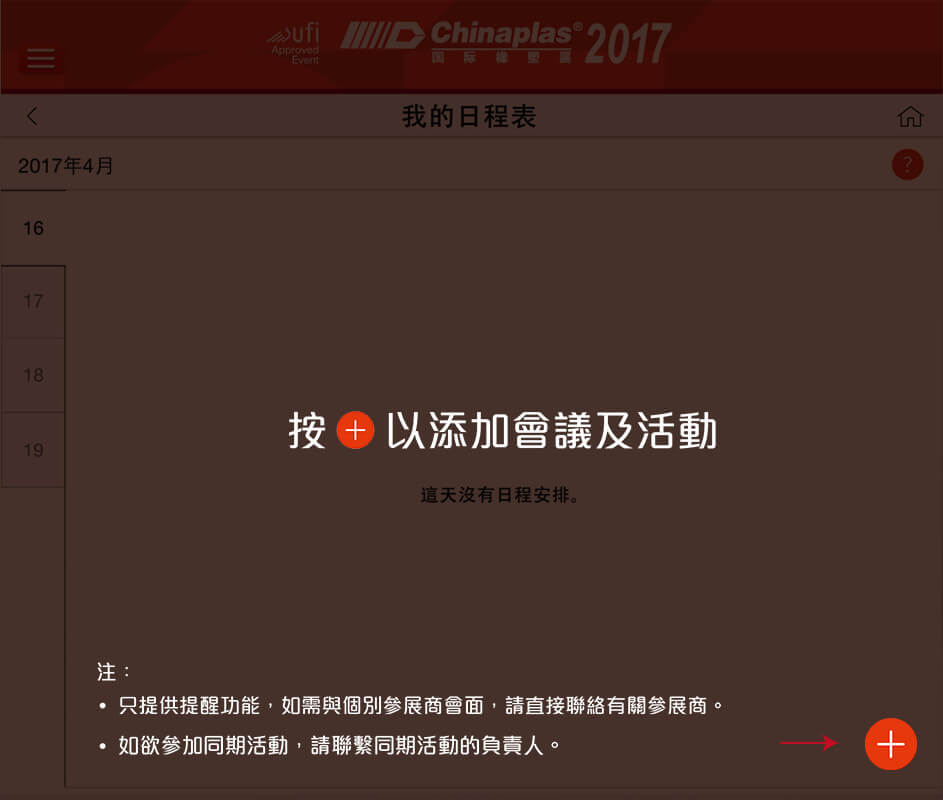 ufi
Approved
Event
Chinaplas® 2017
国际橡塑展
我的日程表
2017年4月
?
16
17
18
19
按 + 以添加會議及活動
這天沒有日程安排。
注：
• 只提供提醒功能，如需與個別參展商會面，請直接聯絡有關參展商。
• 如欲參加同期活動，請聯繫同期活動的負責人。